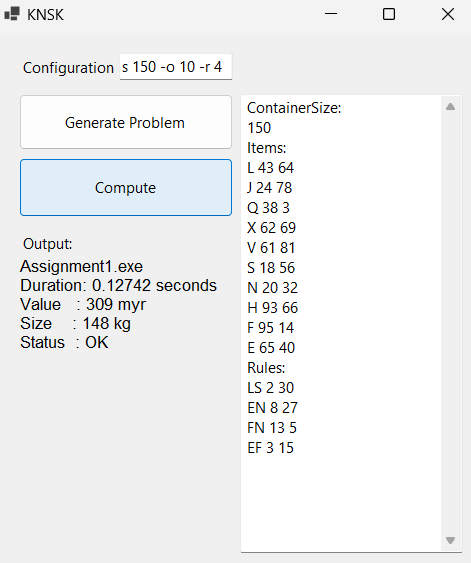 KNSK
Configuration s 150 -o 10 -r 4
Generate Problem
Compute
Output:
Assignment1.exe
Duration: 0.12742 seconds
Value : 309 myr
Size : 148 kg
Status : OK
ContainerSize:
150
Items:
L 43 64
J 24 78
Q 38 3
X 62 69
V 61 81
S 18 56
N 20 32
H 93 66
F 95 14
E 65 40
Rules:
LS 2 30
EN 8 27
FN 13 5
EF 3 15